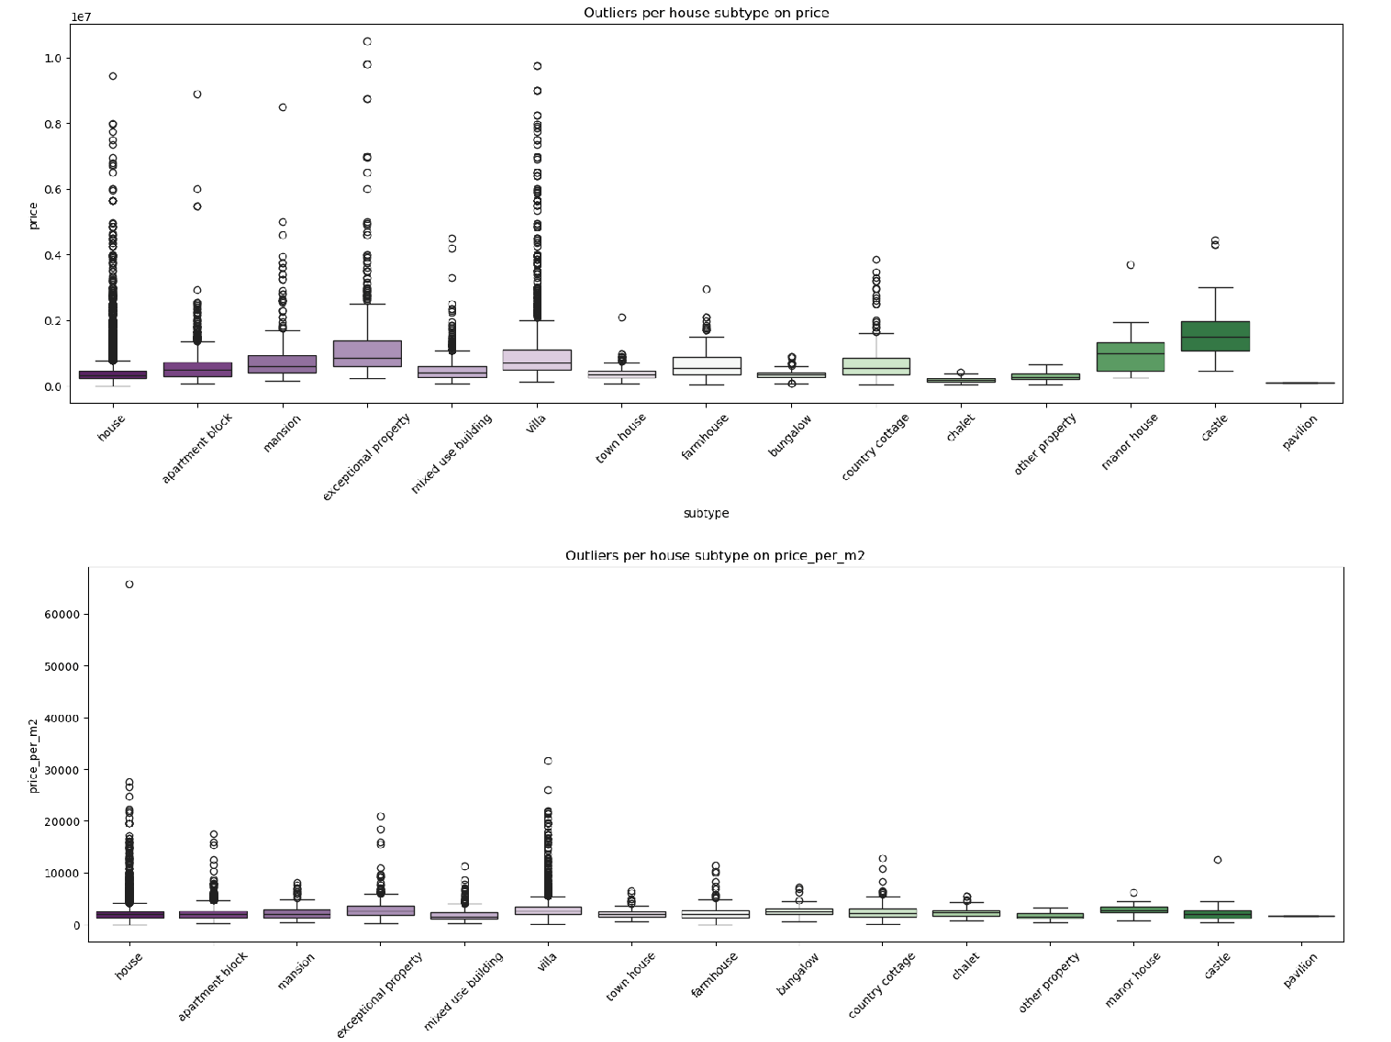 Outliers per house subtype on price
1e7
1.0
0.8
0.6
0.4
0.2
0.0
price
house
apartment block
mansion
exceptional property
mixed use building
villa
town house
farmhouse
bungalow
country cottage
chalet
other property
manor house
castle
pavilion
subtype
Outliers per house subtype on price_per_m2
60000
50000
40000
30000
20000
10000
0
price_per_m2
house
apartment block
mansion
exceptional property
mixed use building
villa
town house
farmhouse
bungalow
country cottage
chalet
other property
manor house
castle
pavilion